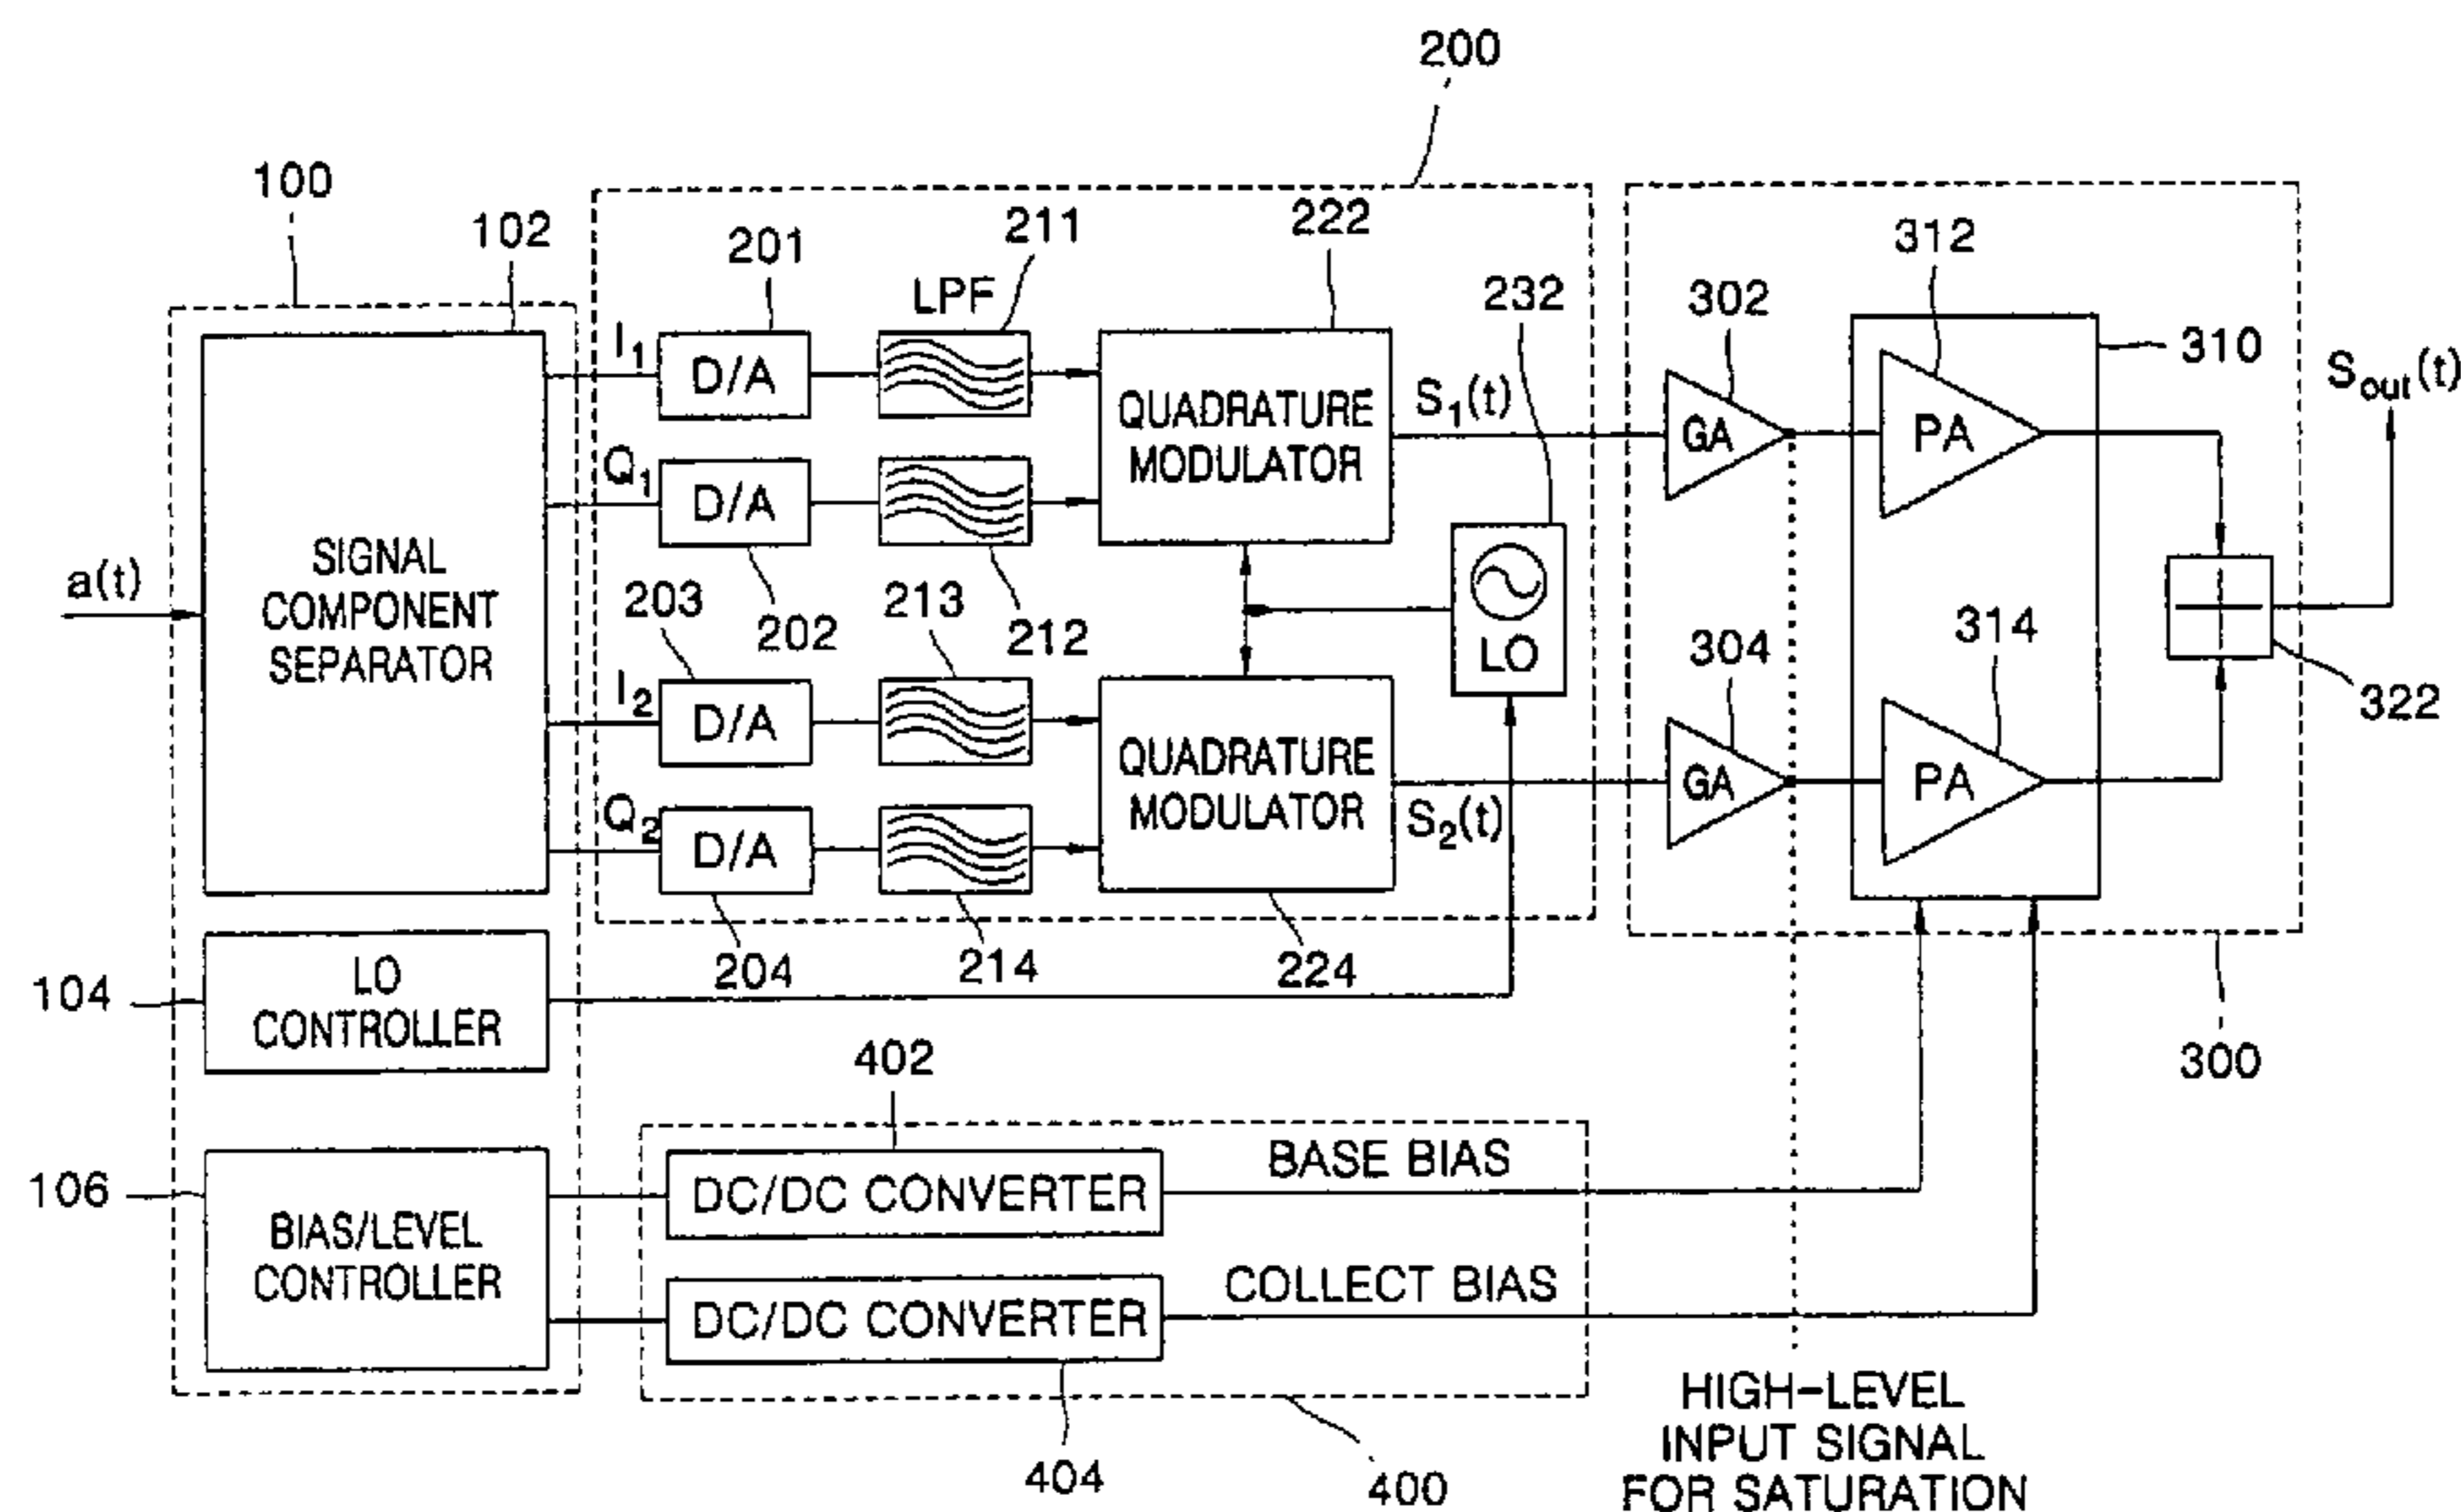 200
100
102
201
LPF
211
222
232
302
312
310
Sout(t)
I1
D/A
QUADRATURE
MODULATOR
S1(t)
GA
PA
Q1
D/A
a(t)
SIGNAL
COMPONENT
SEPARATOR
203
202
213
212
LO
304
314
322
I2
D/A
QUADRATURE
MODULATOR
S2(t)
GA
PA
Q2
D/A
204
214
224
104
LO
CONTROLLER
300
402
106
BIAS/LEVEL
CONTROLLER
DC/DC CONVERTER
BASE BIAS
DC/DC CONVERTER
COLLECT BIAS
404
400
HIGH-LEVEL
INPUT SIGNAL
FOR SATURATION